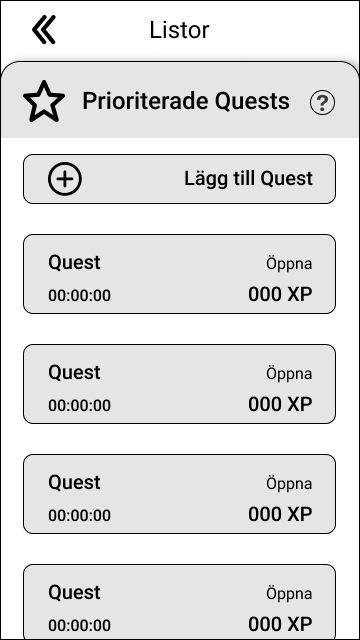 Listor
Prioriterade Quests ?
Lägg till Quest
Quest Öppna
00:00:00 000 XP
Quest Öppna
00:00:00 000 XP
Quest Öppna
00:00:00 000 XP
Quest Öppna
00:00:00 000 XP